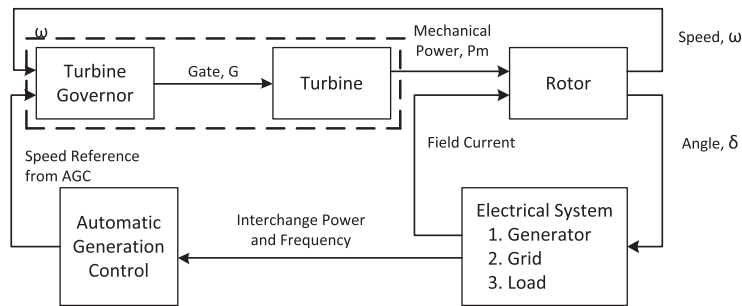 ω
Turbine
Governor
Gate, G
Turbine
Mechanical
Power, Pm
Rotor
Speed, ω
Angle, δ
Field Current
Speed Reference
from AGC
Automatic
Generation
Control
Interchange Power
and Frequency
Electrical System
1. Generator
2. Grid
3. Load